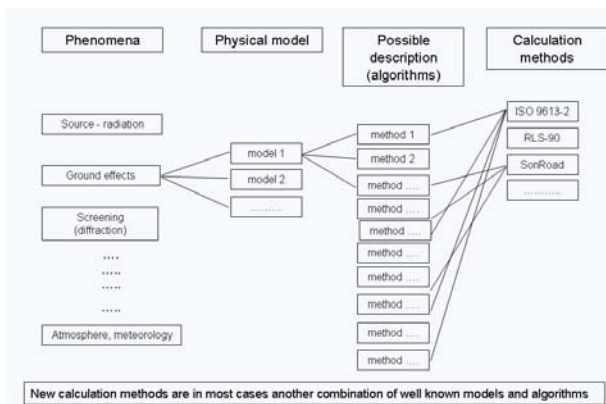 Phenomena
Physical model
Possible
description
(algorithms)
Calculation
methods
Source - radiation
Ground effects
Screening
(diffraction)
....
.....
.....
.....
Atmosphere, meteorology
model 1
model 2
.........
method 1
method 2
method ....
method ....
method ....
method ....
method ....
method ....
method ....
method ....
ISO 9613-2
RLS-90
SonRoad
...........
New calculation methods are in most cases another combination of well known models and algorithms